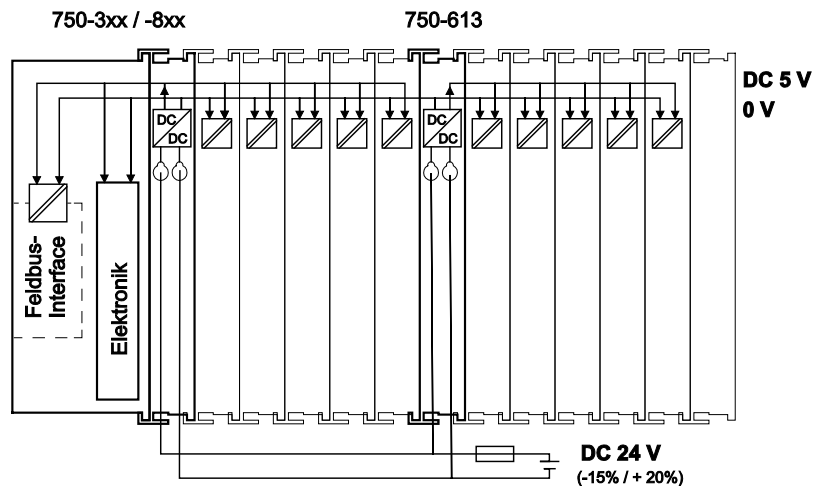 750-3xx / -8xx
750-613
DC 5 V
0 V
DC
DC
DC
DC
Feldbus-
Interface
Elektronik
DC 24 V
(-15% / + 20%)